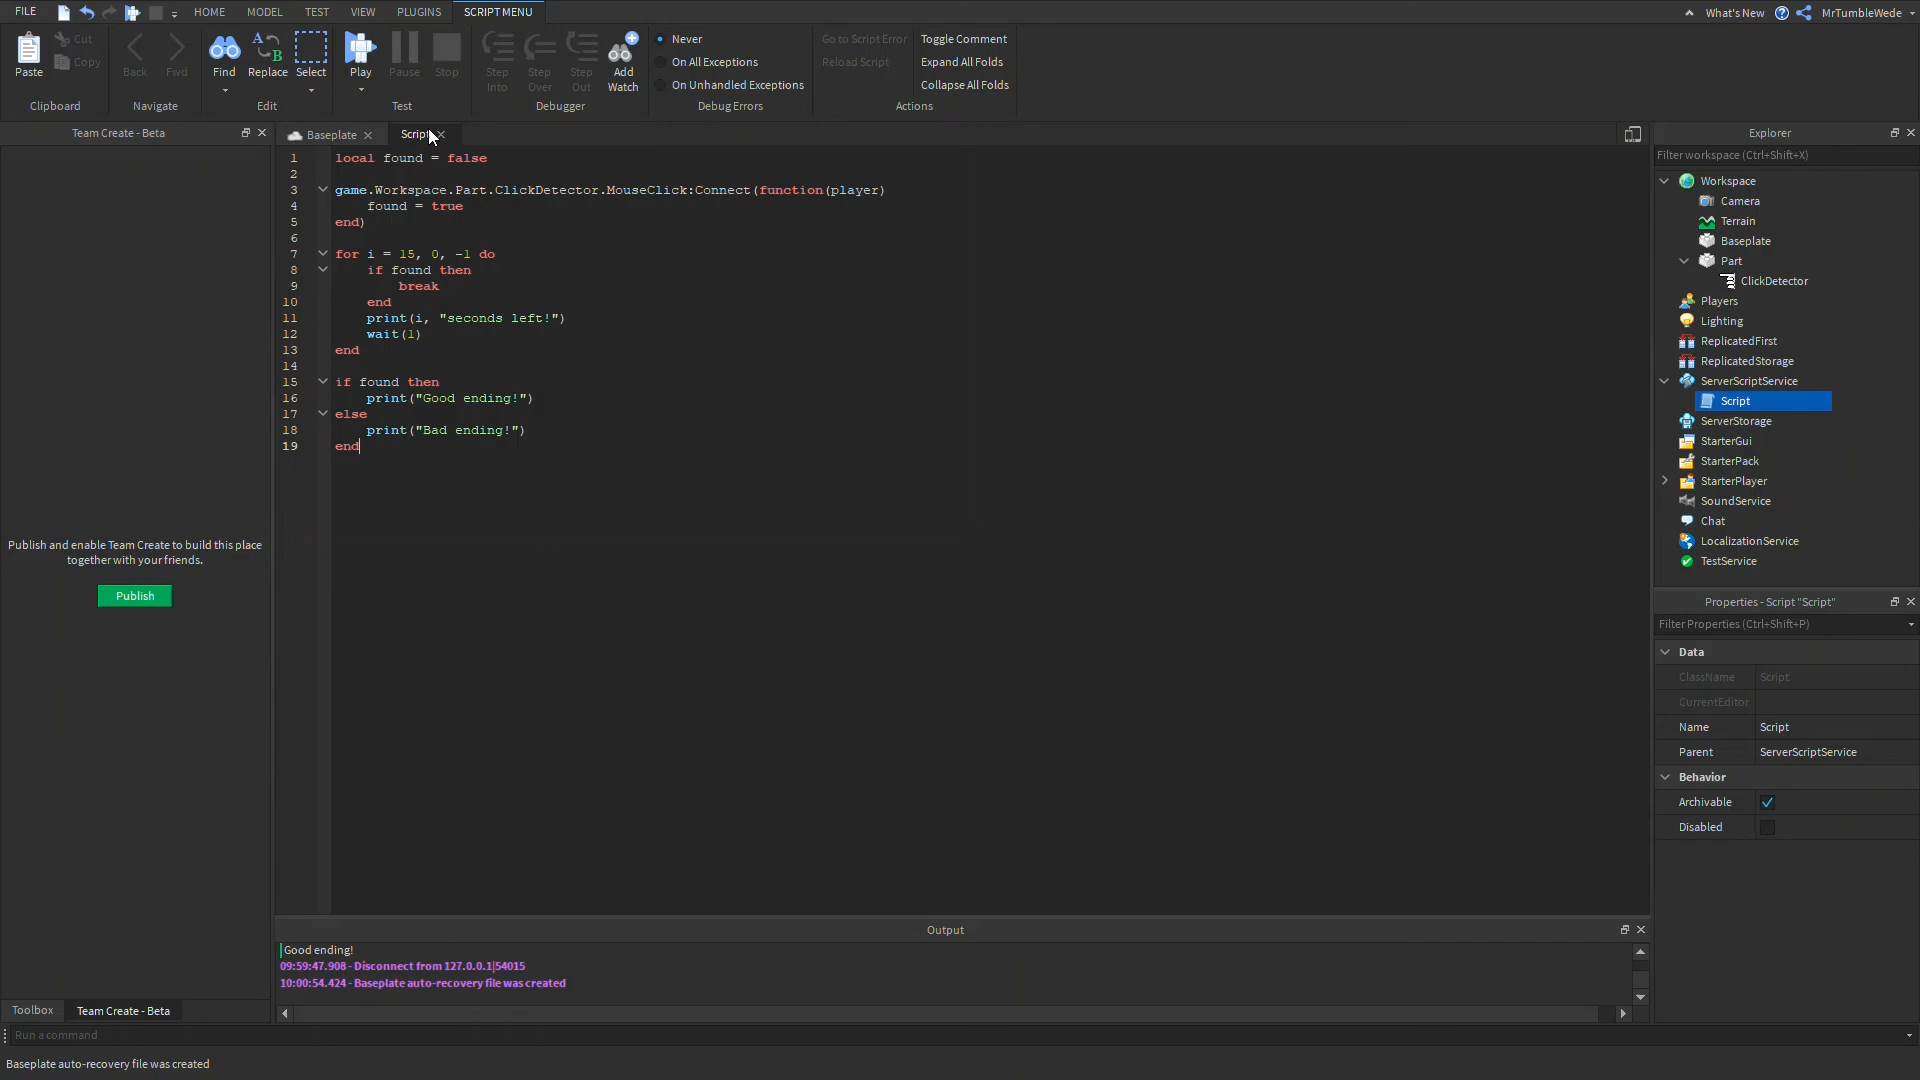 FILE
HOME
MODEL
TEST
VIEW
PLUGINS
SCRIPT MENU
What's New
MrTumbleWede
Paste
Cut
Copy
Clipboard
Back
Fwd
Navigate
Find
Replace
Select
Edit
Play
Pause
Stop
Test
Step Into
Step Over
Step Out
Add Watch
Debugger
Never
On All Exceptions
On Unhandled Exceptions
Debug Errors
Go to Script Error
Reload Script
Toggle Comment
Expand All Folds
Collapse All Folds
Actions
Team Create - Beta
Publish and enable Team Create to build this place
together with your friends.
Publish
Toolbox
Team Create - Beta
Baseplate
Script
1 local found = false
2
3 game.Workspace.Part.ClickDetector.MouseClick:Connect(function(player)
4 found = true
5 end)
6
7 for i = 15, 0, -1 do
8 if found then
9 break
10 end
11 print(i, "seconds left!")
12 wait(1)
13 end
14
15 if found then
16 print("Good ending!")
17 else
18 print("Bad ending!")
19 end
Output
Good ending!
09:59:47.908 - Disconnect from 127.0.0.1|54015
10:00:54.424 - Baseplate auto-recovery file was created
Explorer
Filter workspace (Ctrl+Shift+X)
Workspace
Camera
Terrain
Baseplate
Part
ClickDetector
Players
Lighting
ReplicatedFirst
ReplicatedStorage
ServerScriptService
Script
ServerStorage
StarterGui
StarterPack
StarterPlayer
SoundService
Chat
LocalizationService
TestService
Properties - Script "Script"
Filter Properties (Ctrl+Shift+P)
Data
ClassName Script
CurrentEditor
Name Script
Parent ServerScriptService
Behavior
Archivable
Disabled
Run a command
Baseplate auto-recovery file was created